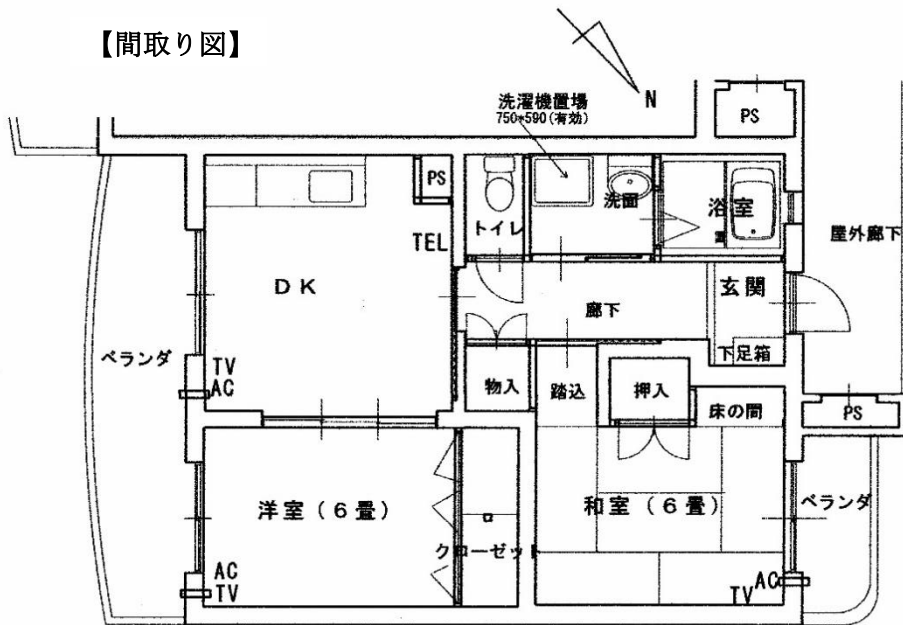 【間取り図】
N
洗濯機置場
750*590(有効)
PS
PS
洗面
浴室
トイレ
屋外廊下
TEL
DK
玄関
廊下
ベランダ
下足箱
TV
AC
物入
踏込
押入
床の間
PS
洋室(6畳)
和室(6畳)
ベランダ
クローゼット
AC
TV
AC
TV